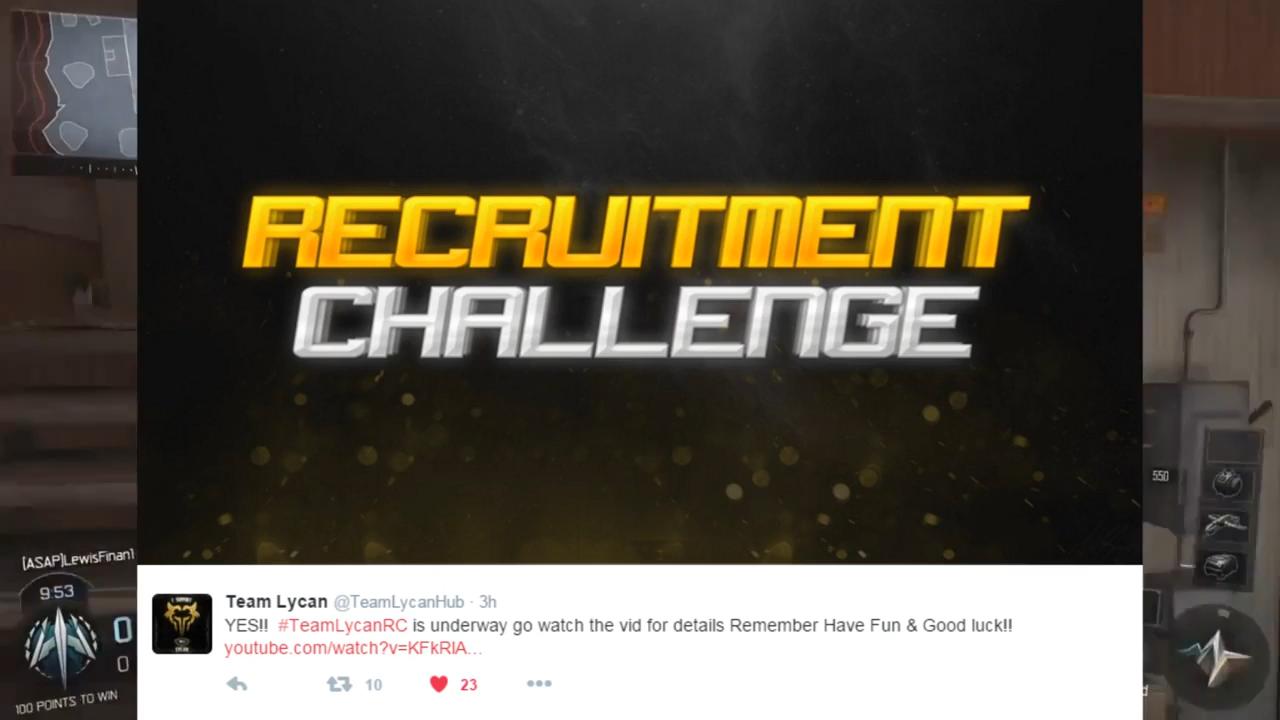 RECRUITMENT
CHALLENGE
550
[ASAP]LewisFinan1
9:53
0
0
100 POINTS TO WIN
Team Lycan @TeamLycanHub · 3h
YES!! #TeamLycanRC is underway go watch the vid for details Remember Have Fun & Good luck!!
youtube.com/watch?v=KFkRlA...
10 23